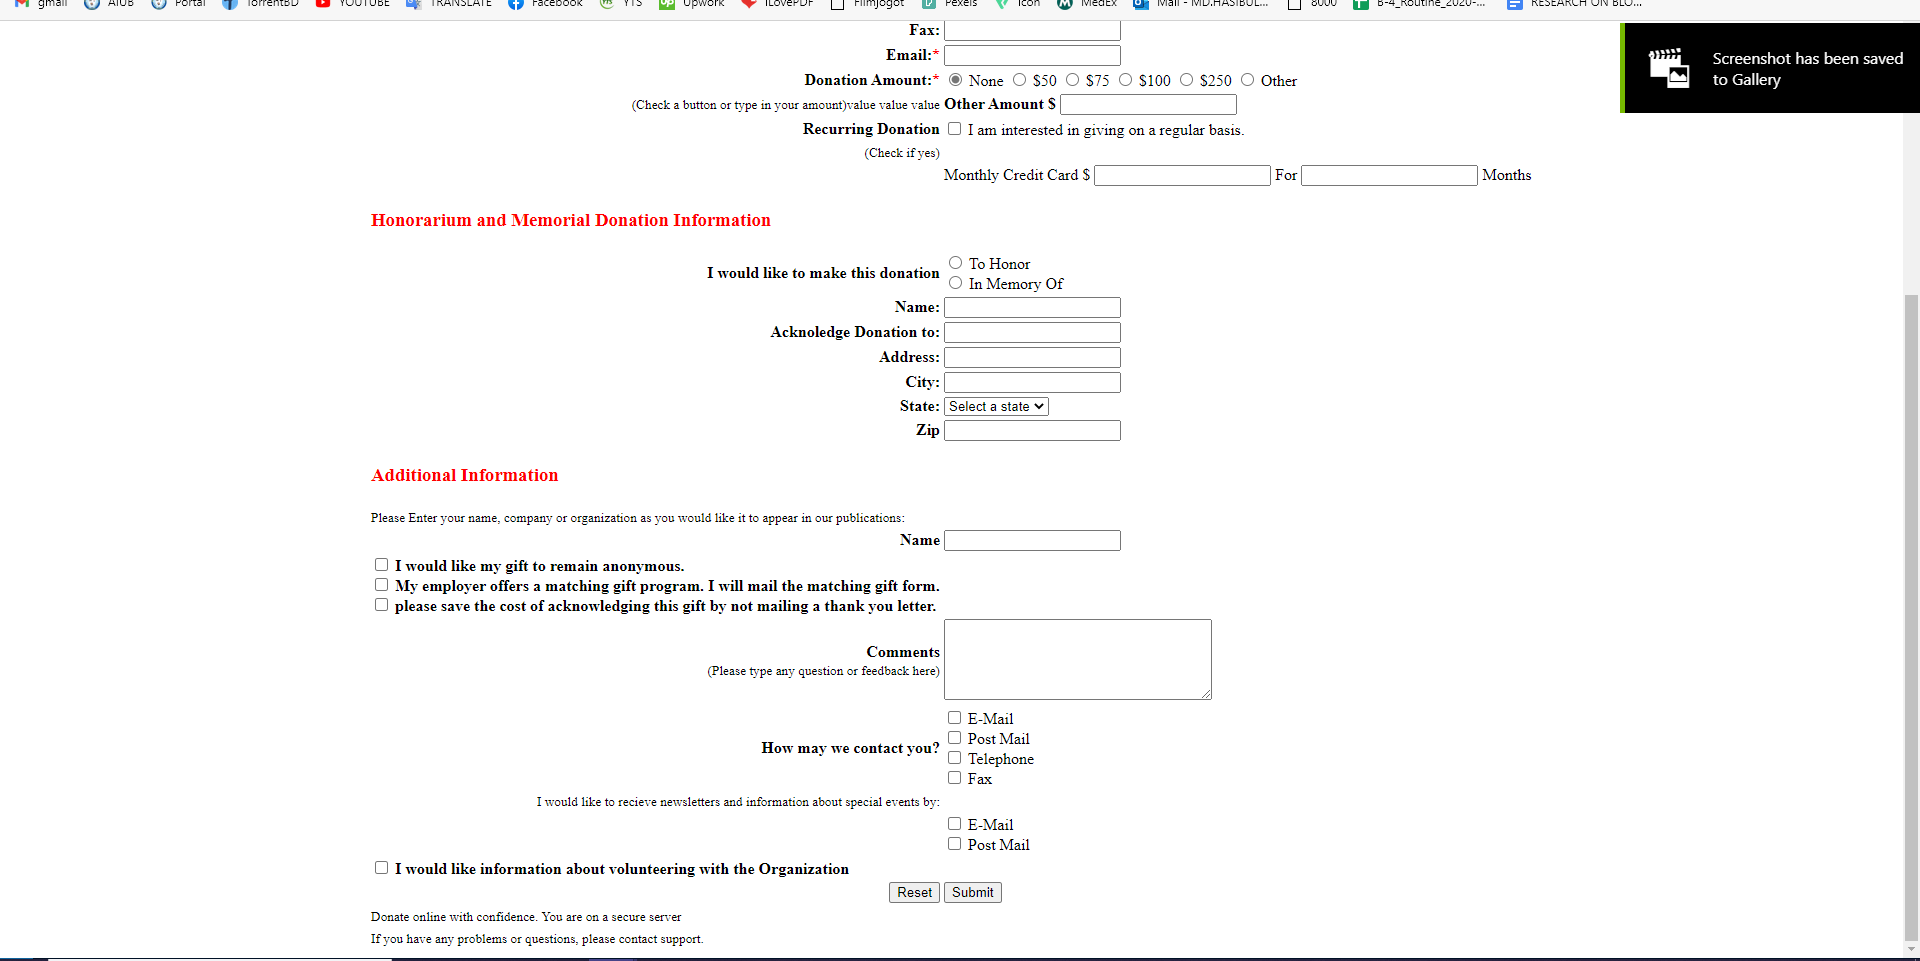 gmail AIUB Portal TorrentBD YOUTUBE TRANSLATE Facebook YTS Upwork iLovePDF Filmjogot Pexels icon MedEx Mail - MD.HASIBUL... 8000 B-4_Routine_2020-... RESEARCH ON BLO...
Screenshot has been saved
to Gallery
Fax:
Email:*
Donation Amount:* None $50 $75 $100 $250 Other
(Check a button or type in your amount)value value value Other Amount $
Recurring Donation I am interested in giving on a regular basis.
(Check if yes)
Monthly Credit Card $ For Months
Honorarium and Memorial Donation Information
I would like to make this donation
To Honor
In Memory Of
Name:
Acknoledge Donation to:
Address:
City:
State: Select a state
Zip
Additional Information
Please Enter your name, company or organization as you would like it to appear in our publications:
Name
I would like my gift to remain anonymous.
My employer offers a matching gift program. I will mail the matching gift form.
please save the cost of acknowledging this gift by not mailing a thank you letter.
Comments
(Please type any question or feedback here)
How may we contact you?
E-Mail
Post Mail
Telephone
Fax
I would like to recieve newsletters and information about special events by:
E-Mail
Post Mail
I would like information about volunteering with the Organization
Reset Submit
Donate online with confidence. You are on a secure server
If you have any problems or questions, please contact support.